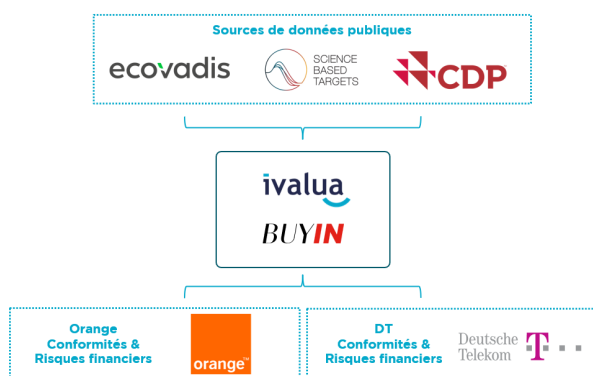 Sources de données publiques
ecovadis
SCIENCE
BASED
TARGETS
CDP
ivalua
BUYIN
Orange
Conformités &
Risques financiers
orange™
DT
Conformités &
Risques financiers
Deutsche
Telekom
T